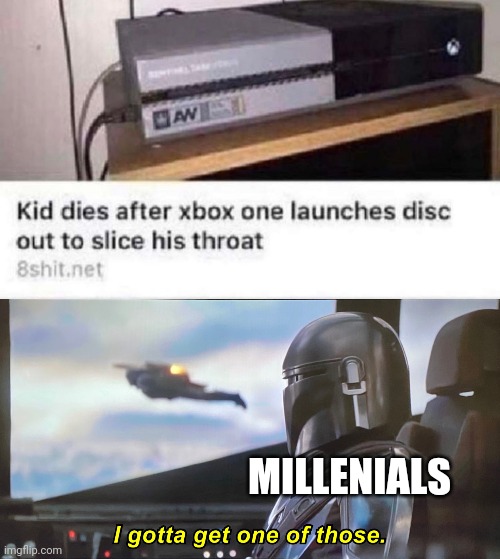 AW
Kid dies after xbox one launches disc
out to slice his throat
8shit.net
MILLENIALS
I gotta get one of those.
imgflip.com